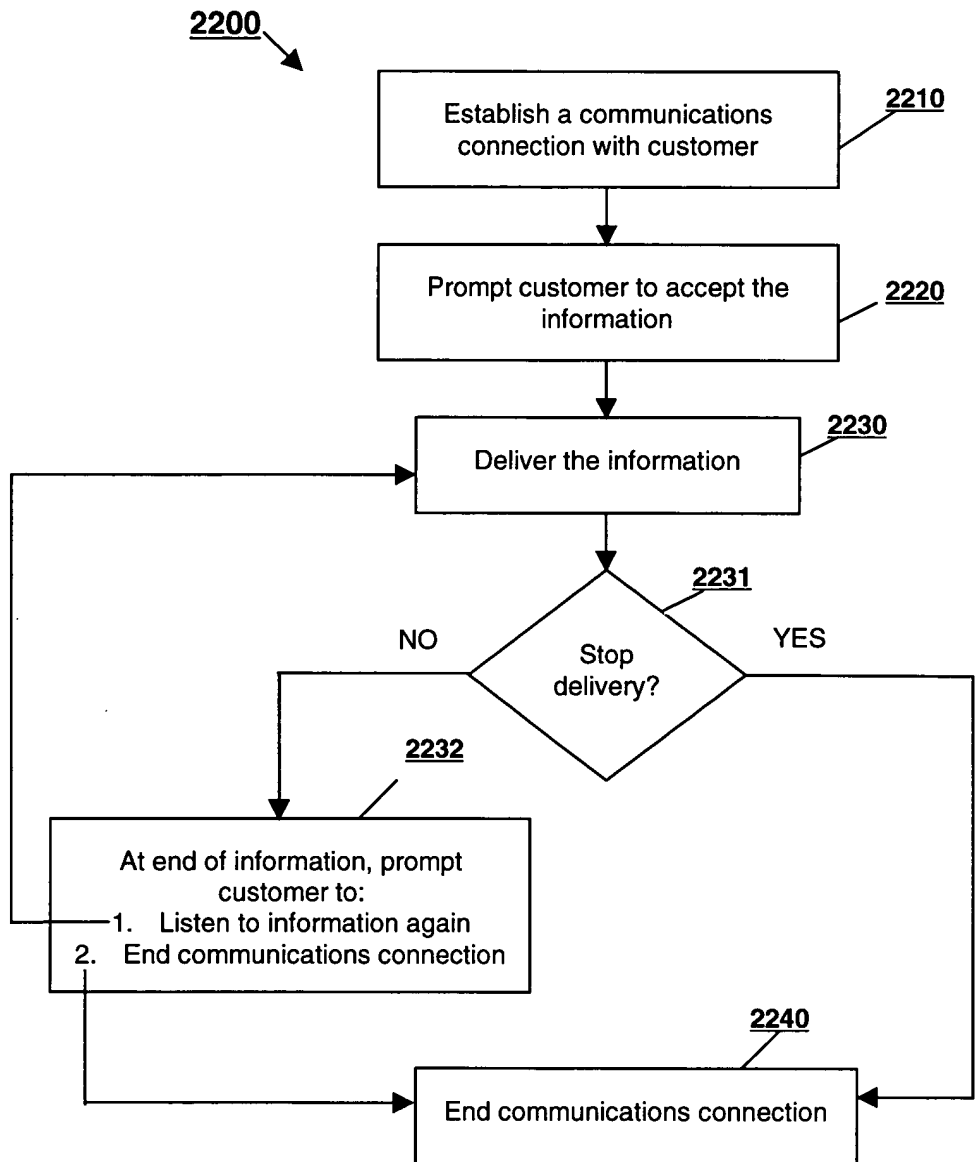 2200
Establish a communications
connection with customer
2210
Prompt customer to accept the
information
2220
Deliver the information
2230
Stop
delivery?
2231
NO
YES
2232
At end of information, prompt
customer to:
1. Listen to information again
2. End communications connection
2240
End communications connection